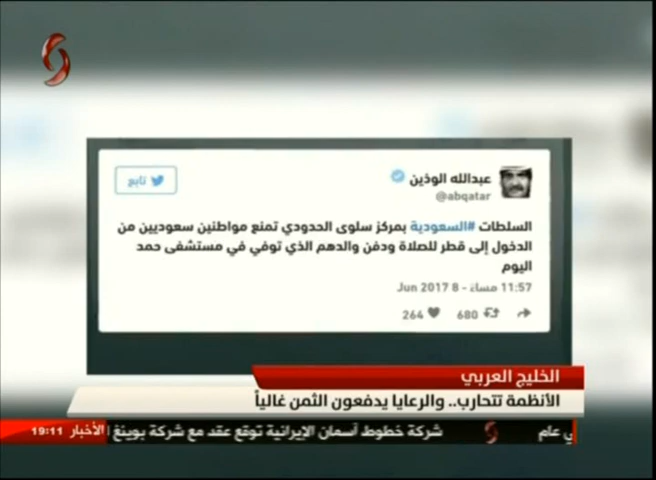 عبدالله الوذين
@abqatar
تابع
السلطات #السعودية بمركز سلوى الحدودي تمنع مواطنين سعوديين من
الدخول إلى قطر للصلاة ودفن والدهم الذي توفي في مستشفى حمد
اليوم
11:57 مساءً - 8 Jun 2017
680
264
الخليج العربي
الأنظمة تتحارب.. والرعايا يدفعون الثمن غالياً
ي عام
شركة خطوط آسمان الإيرانية توقع عقد مع شركة بوينغ
الأخبار
19:11